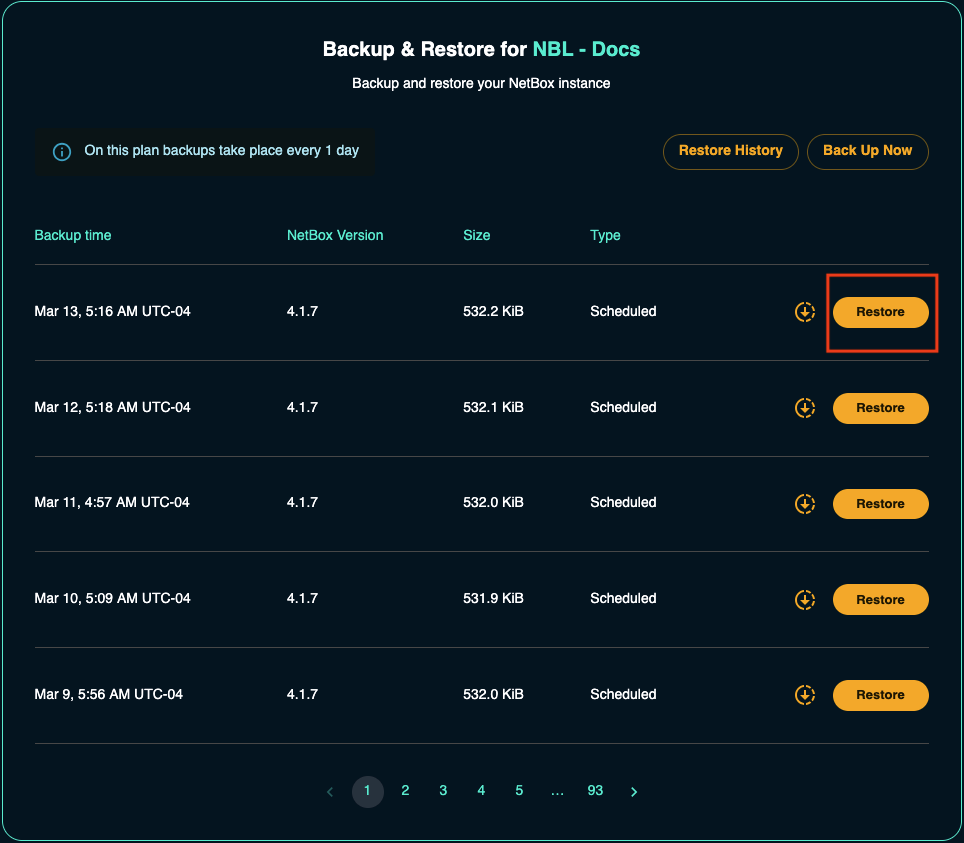 Backup & Restore for NBL - Docs
Backup and restore your NetBox instance
On this plan backups take place every 1 day
Restore History
Back Up Now
Backup time NetBox Version Size Type
Mar 13, 5:16 AM UTC-04 4.1.7 532.2 KiB Scheduled Restore
Mar 12, 5:18 AM UTC-04 4.1.7 532.1 KiB Scheduled Restore
Mar 11, 4:57 AM UTC-04 4.1.7 532.0 KiB Scheduled Restore
Mar 10, 5:09 AM UTC-04 4.1.7 531.9 KiB Scheduled Restore
Mar 9, 5:56 AM UTC-04 4.1.7 532.0 KiB Scheduled Restore
1 2 3 4 5 ... 93